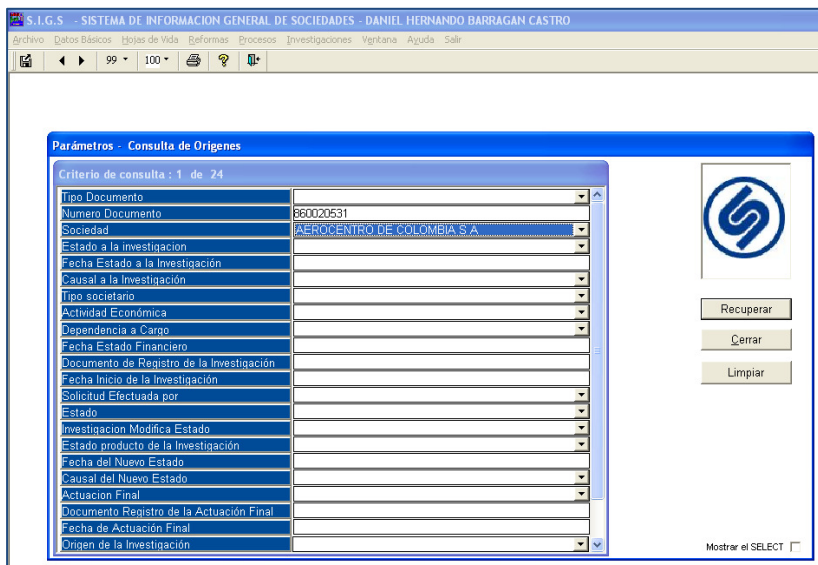 S.I.G.S - SISTEMA DE INFORMACION GENERAL DE SOCIEDADES - DANIEL HERNANDO BARRAGAN CASTRO
Archivo Datos Básicos Hojas de Vida Reformas Procesos Investigaciones Ventana Ayuda Salir
99 100
Parámetros - Consulta de Origenes
Criterio de consulta : 1 de 24
Tipo Documento
Numero Documento 860020531
Sociedad AEROCENTRO DE COLOMBIA S A
Estado a la investigacion
Fecha Estado a la Investigación
Causal a la Investigación
Tipo societario
Actividad Económica
Dependencia a Cargo
Fecha Estado Financiero
Documento de Registro de la Investigación
Fecha Inicio de la Investigación
Solicitud Efectuada por
Estado
Investigacion Modifica Estado
Estado producto de la Investigación
Fecha del Nuevo Estado
Causal del Nuevo Estado
Actuacion Final
Documento Registro de la Actuación Final
Fecha de Actuación Final
Origen de la Investigación
Recuperar
Cerrar
Limpiar
Mostrar el SELECT